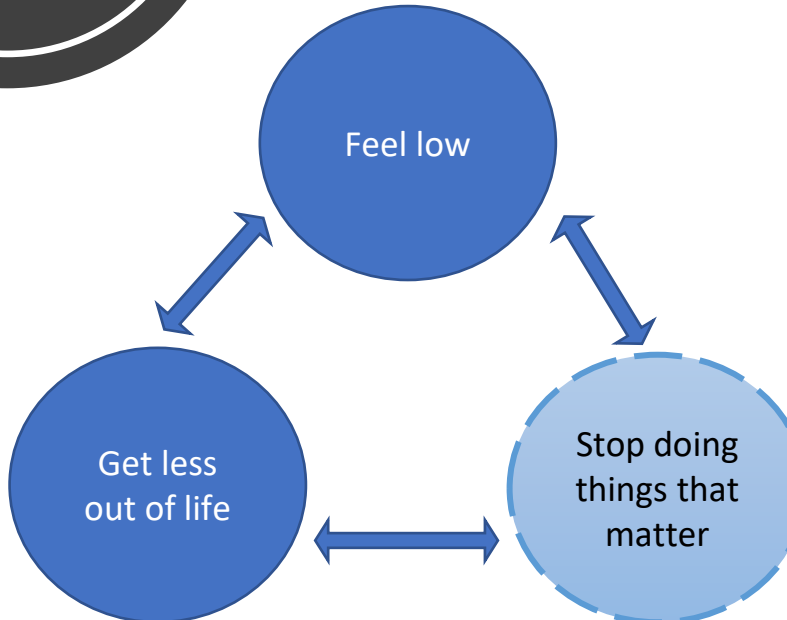 Feel low
Get less
out of life
Stop doing
things that
matter